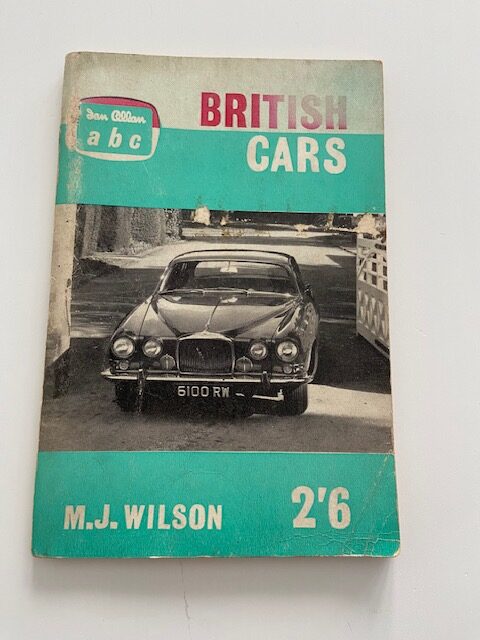 Ian Allan
abc
BRITISH
CARS
6100 RW
M.J. WILSON
2'6